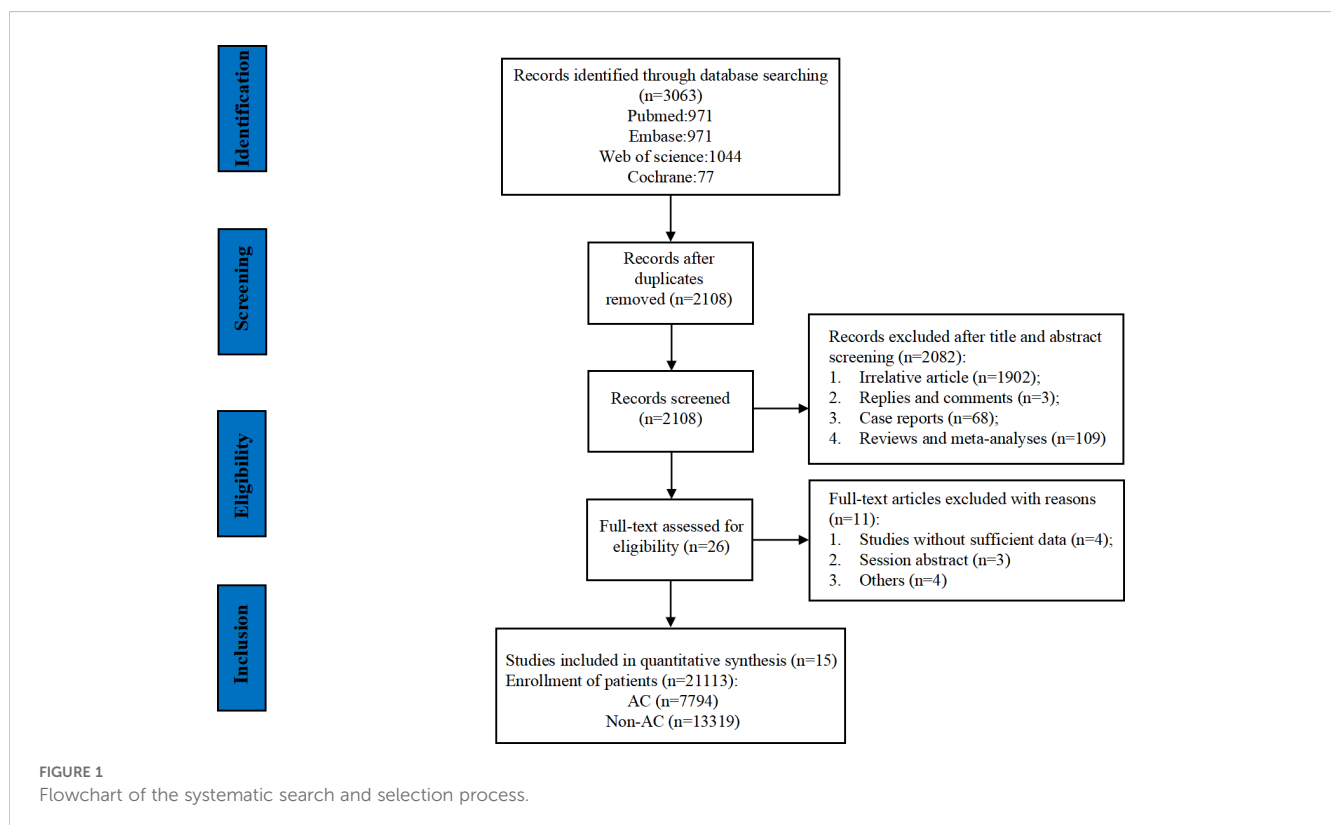 Identification
Records identified through database searching
(n=3063)
Pubmed:971
Embase:971
Web of science:1044
Cochrane:77
Screening
Records after
duplicates
removed (n=2108)
Records screened
(n=2108)
Records excluded after title and abstract
screening (n=2082):
1. Irrelative article (n=1902);
2. Replies and comments (n=3);
3. Case reports (n=68);
4. Reviews and meta-analyses (n=109)
Eligibility
Full-text assessed for
eligibility (n=26)
Full-text articles excluded with reasons
(n=11):
1. Studies without sufficient data (n=4);
2. Session abstract (n=3)
3. Others (n=4)
Inclusion
Studies included in quantitative synthesis (n=15)
Enrollment of patients (n=21113):
AC (n=7794)
Non-AC (n=13319)
FIGURE 1
Flowchart of the systematic search and selection process.